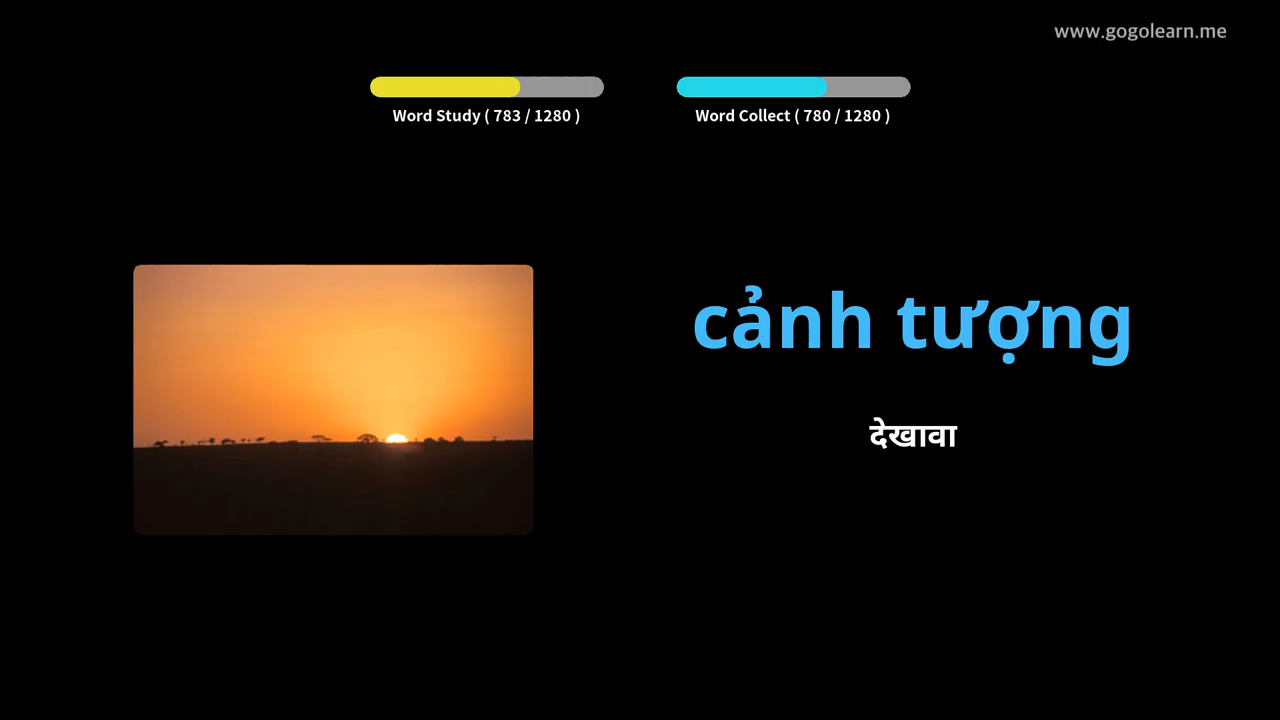 www.gogolearn.me
Word Study ( 783 / 1280 )
Word Collect ( 780 / 1280 )
cảnh tượng
देखावा